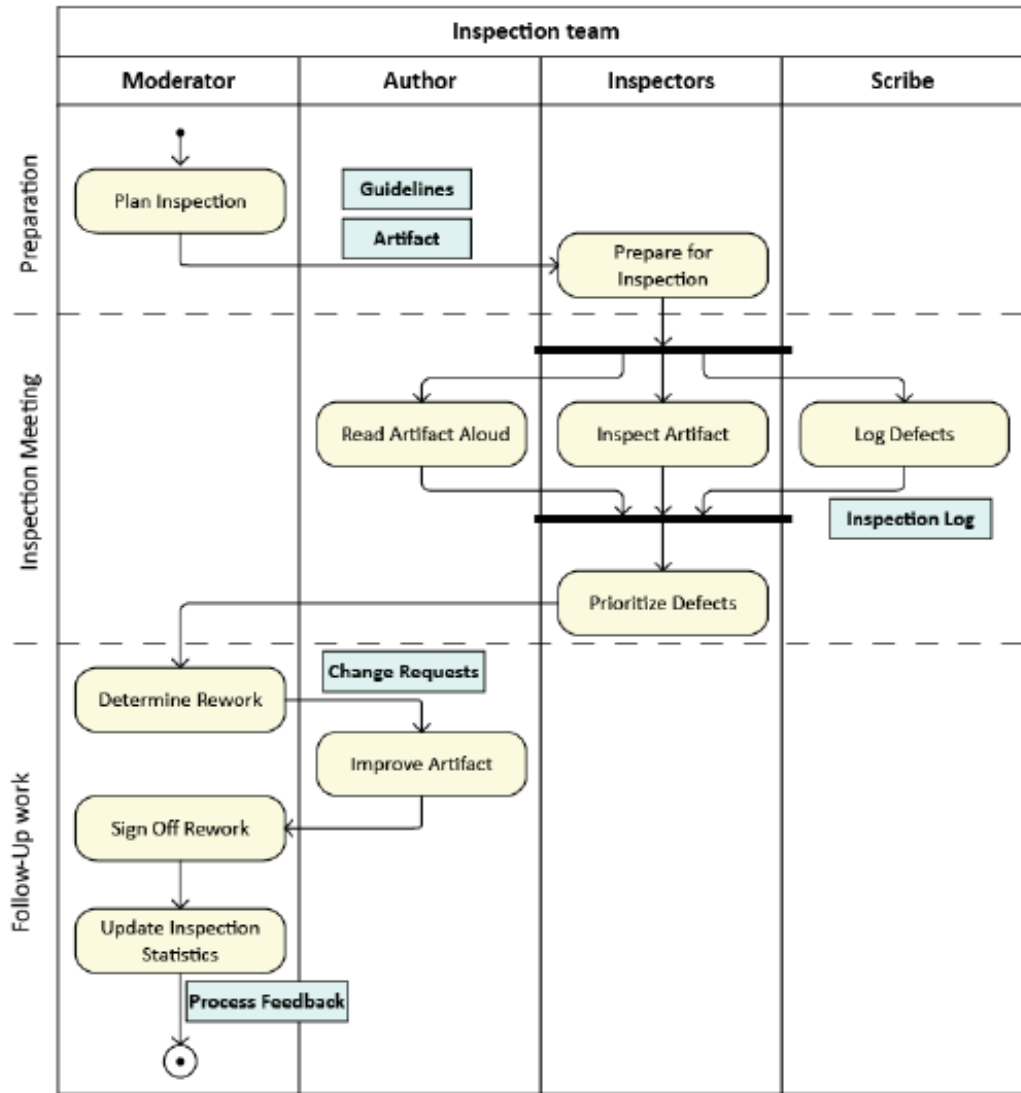 Inspection team
Moderator
Author
Inspectors
Scribe
Preparation
Plan Inspection
Guidelines
Artifact
Prepare for
Inspection
Inspection Meeting
Read Artifact Aloud
Inspect Artifact
Log Defects
Inspection Log
Prioritize Defects
Follow-Up work
Change Requests
Determine Rework
Improve Artifact
Sign Off Rework
Update Inspection
Statistics
Process Feedback